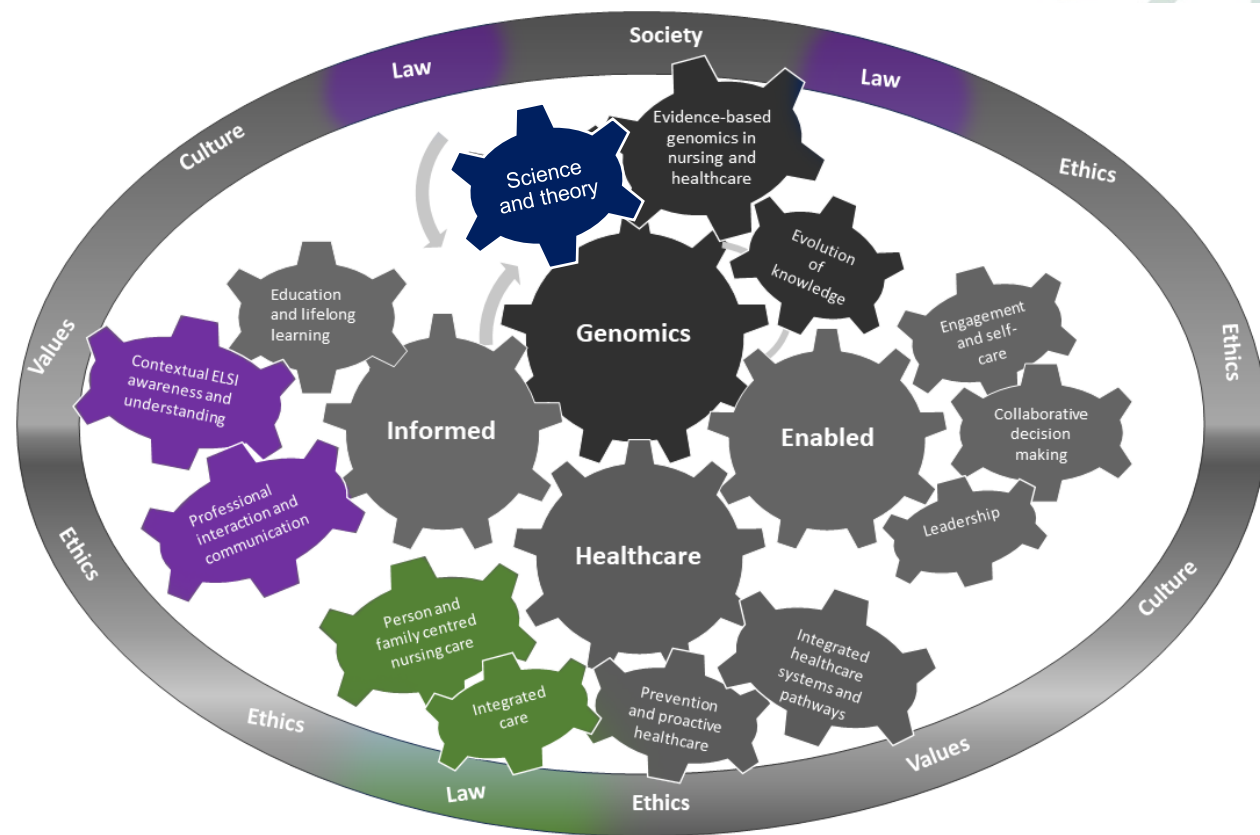 Society
Law
Law
Culture
Ethics
Evidence-based
genomics in
nursing and
healthcare
Science
and theory
Evolution
of
knowledge
Education
and lifelong
learning
Genomics
Engagement
and self-
care
Values
Ethics
Contextual ELSI
awareness and
understanding
Informed
Enabled
Collaborative
decision
making
Professional
interaction and
communication
Leadership
Ethics
Healthcare
Culture
Person and
family centred
nursing care
Integrated
healthcare
systems and
pathways
Integrated
care
Prevention
and proactive
healthcare
Ethics
Values
Law
Ethics